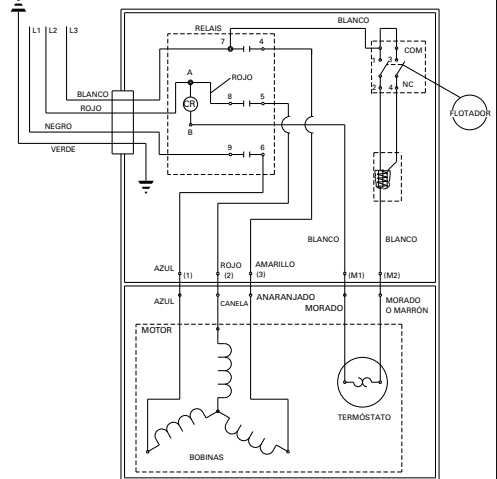 BLANCO
RELAIS
L1 L2 L3
7 4
COM
1 3
A
ROJO
NC
2 4
BLANCO
CR
8 5
ROJO
FLOTADOR
B
NEGRO
9 6
VERDE
BLANCO
BLANCO
AZUL
ROJO
AMARILLO
(1)
(2)
(3)
(M1)
(M2)
AZUL
CANELA
ANARANJADO
MORADO
MORADO
O MARRÓN
MOTOR
TERMÓSTATO
BOBINAS